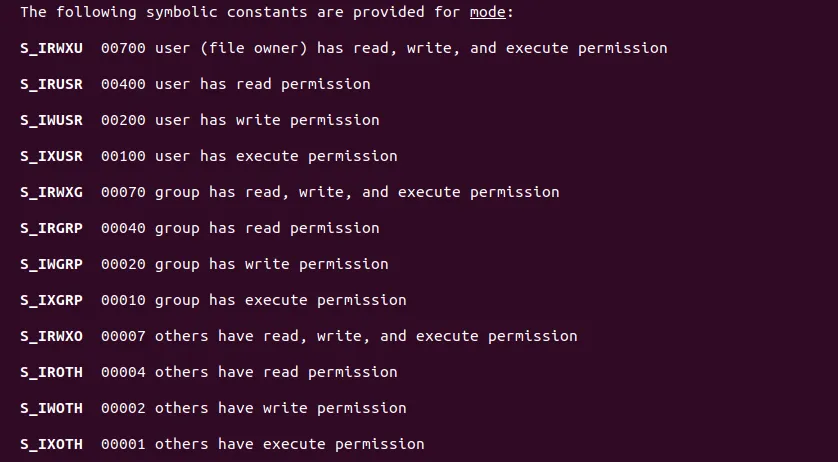 The following symbolic constants are provided for mode:
S_IRWXU 00700 user (file owner) has read, write, and execute permission
S_IRUSR 00400 user has read permission
S_IWUSR 00200 user has write permission
S_IXUSR 00100 user has execute permission
S_IRWXG 00070 group has read, write, and execute permission
S_IRGRP 00040 group has read permission
S_IWGRP 00020 group has write permission
S_IXGRP 00010 group has execute permission
S_IRWXO 00007 others have read, write, and execute permission
S_IROTH 00004 others have read permission
S_IWOTH 00002 others have write permission
S_IXOTH 00001 others have execute permission